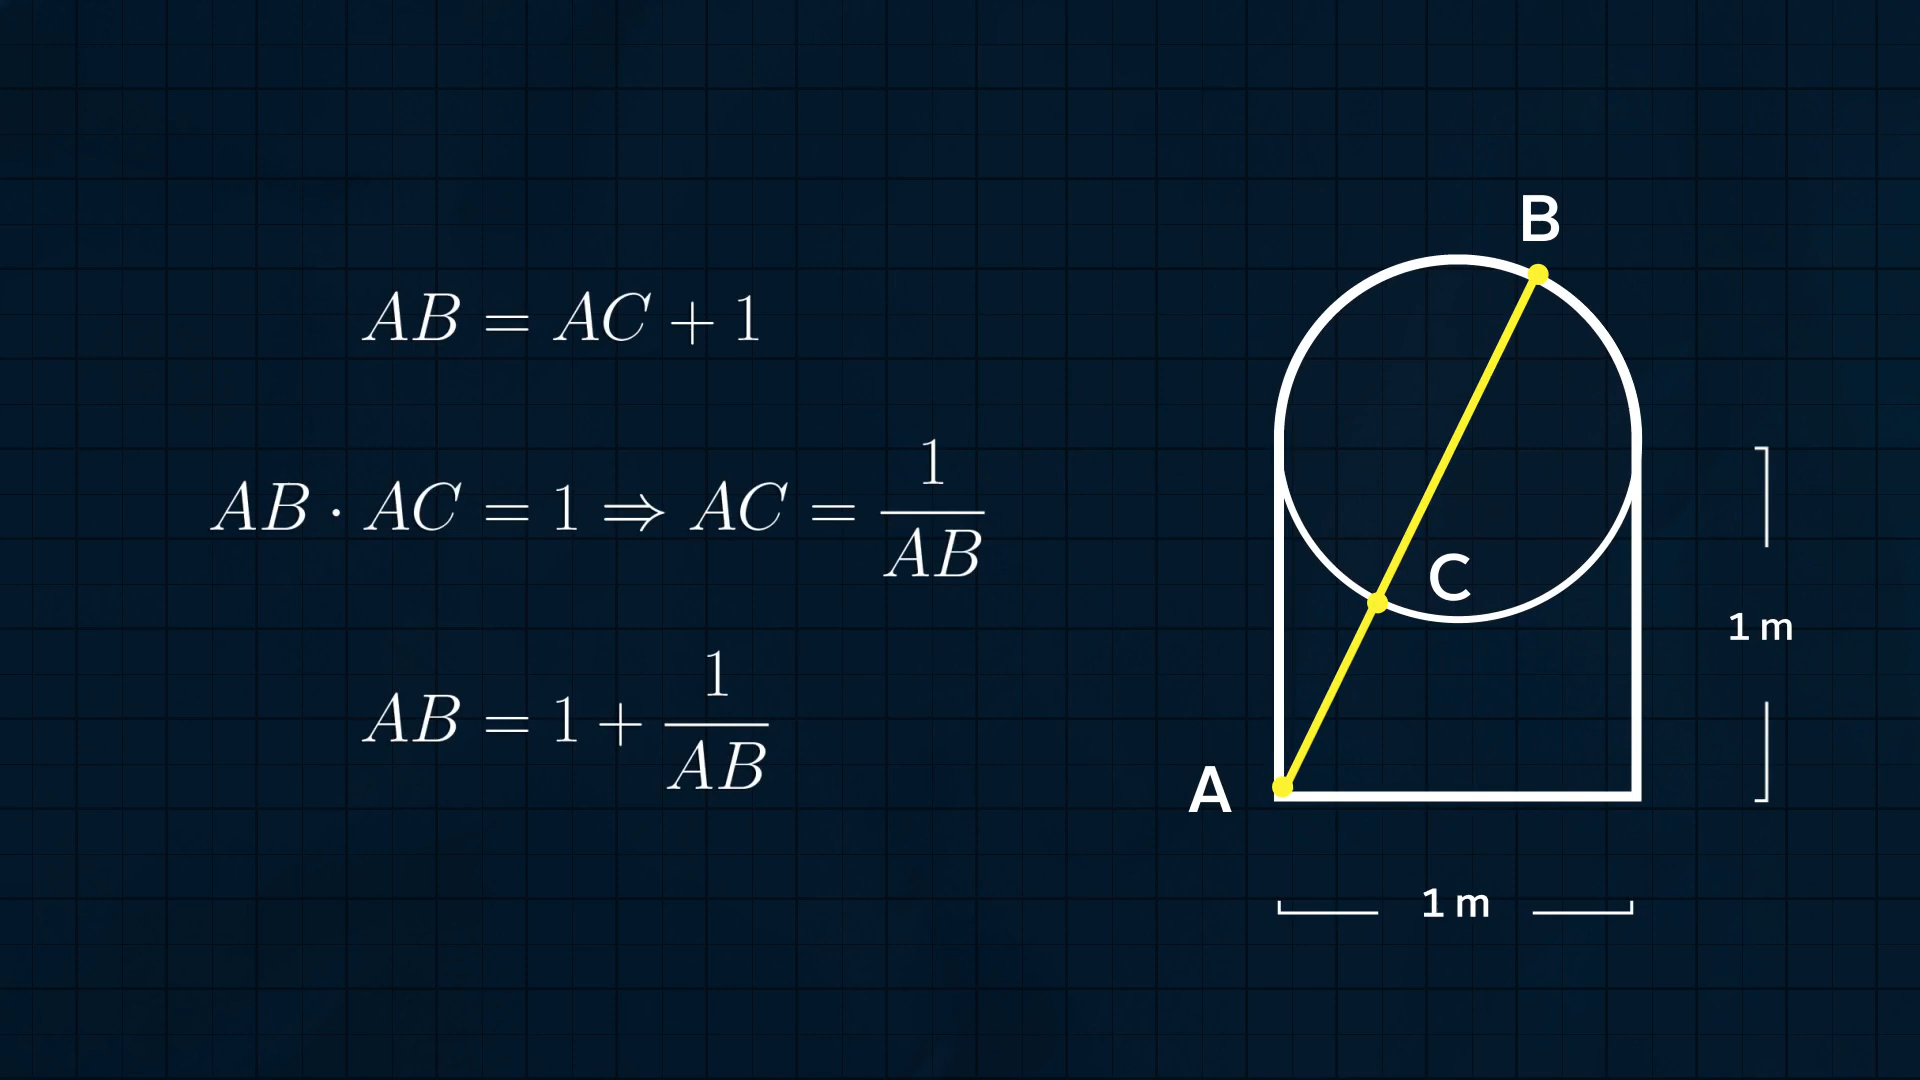 AB = AC + 1
AB · AC = 1 ⇒ AC = 1/AB
AB = 1 + 1/AB
B
C
1 m
A
1 m